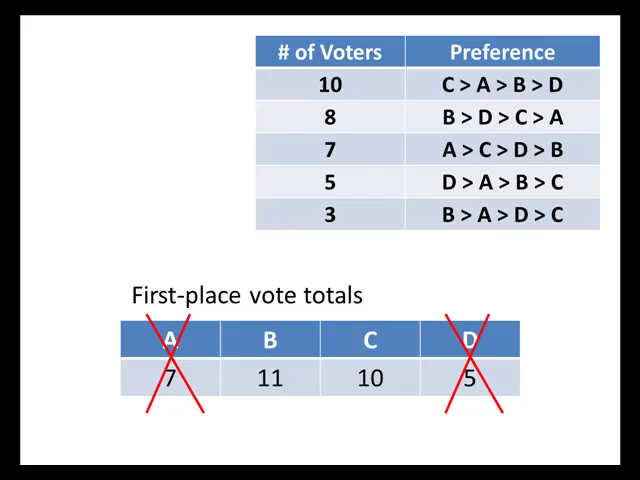 # of Voters Preference
10 C > A > B > D
8 B > D > C > A
7 A > C > D > B
5 D > A > B > C
3 B > A > D > C
First-place vote totals
A B C D
7 11 10 5